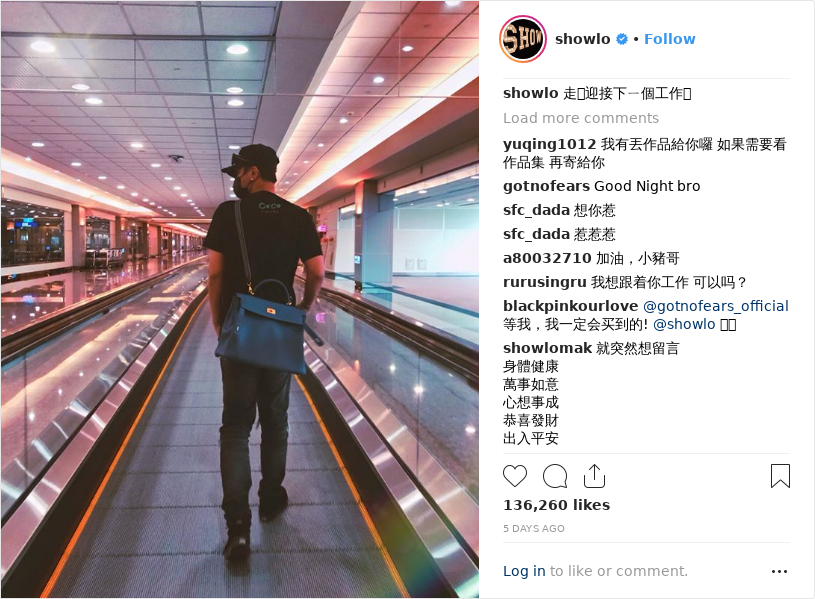 SHOW
showlo • Follow
showlo 走迎接下ㄧ個工作
Load more comments
yuqing1012 我有丟作品給你囉 如果需要看
作品集 再寄給你
gotnofears Good Night bro
sfc_dada 想你惹
sfc_dada 惹惹惹
a80032710 加油，小豬哥
rurusingru 我想跟着你工作 可以吗？
blackpinkourlove @gotnofears_official
等我，我一定会买到的! @showlo
showlomak 就突然想留言
身體健康
萬事如意
心想事成
恭喜發財
出入平安
136,260 likes
5 DAYS AGO
Log in to like or comment.